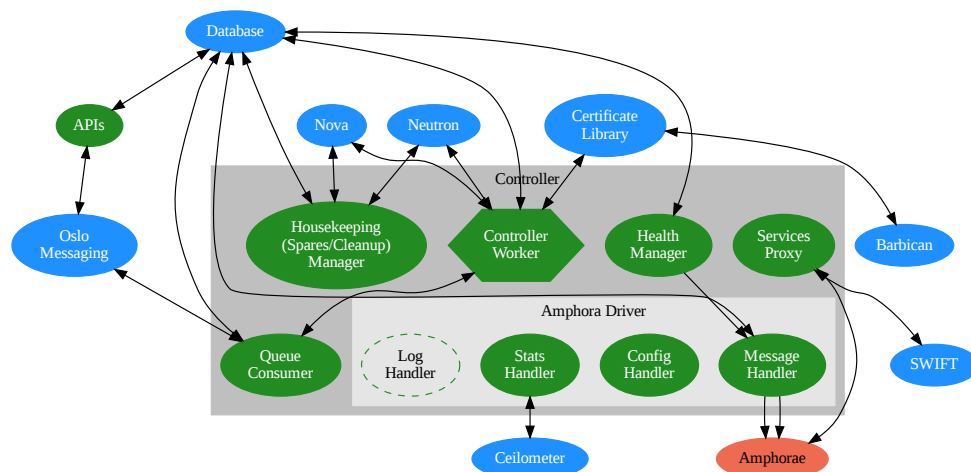 Database
APIs
Nova
Neutron
Certificate
Library
Controller
Oslo
Messaging
Housekeeping
(Spares/Cleanup)
Manager
Controller
Worker
Health
Manager
Services
Proxy
Barbican
Amphora Driver
Queue
Consumer
Log
Handler
Stats
Handler
Config
Handler
Message
Handler
SWIFT
Ceilometer
Amphorae